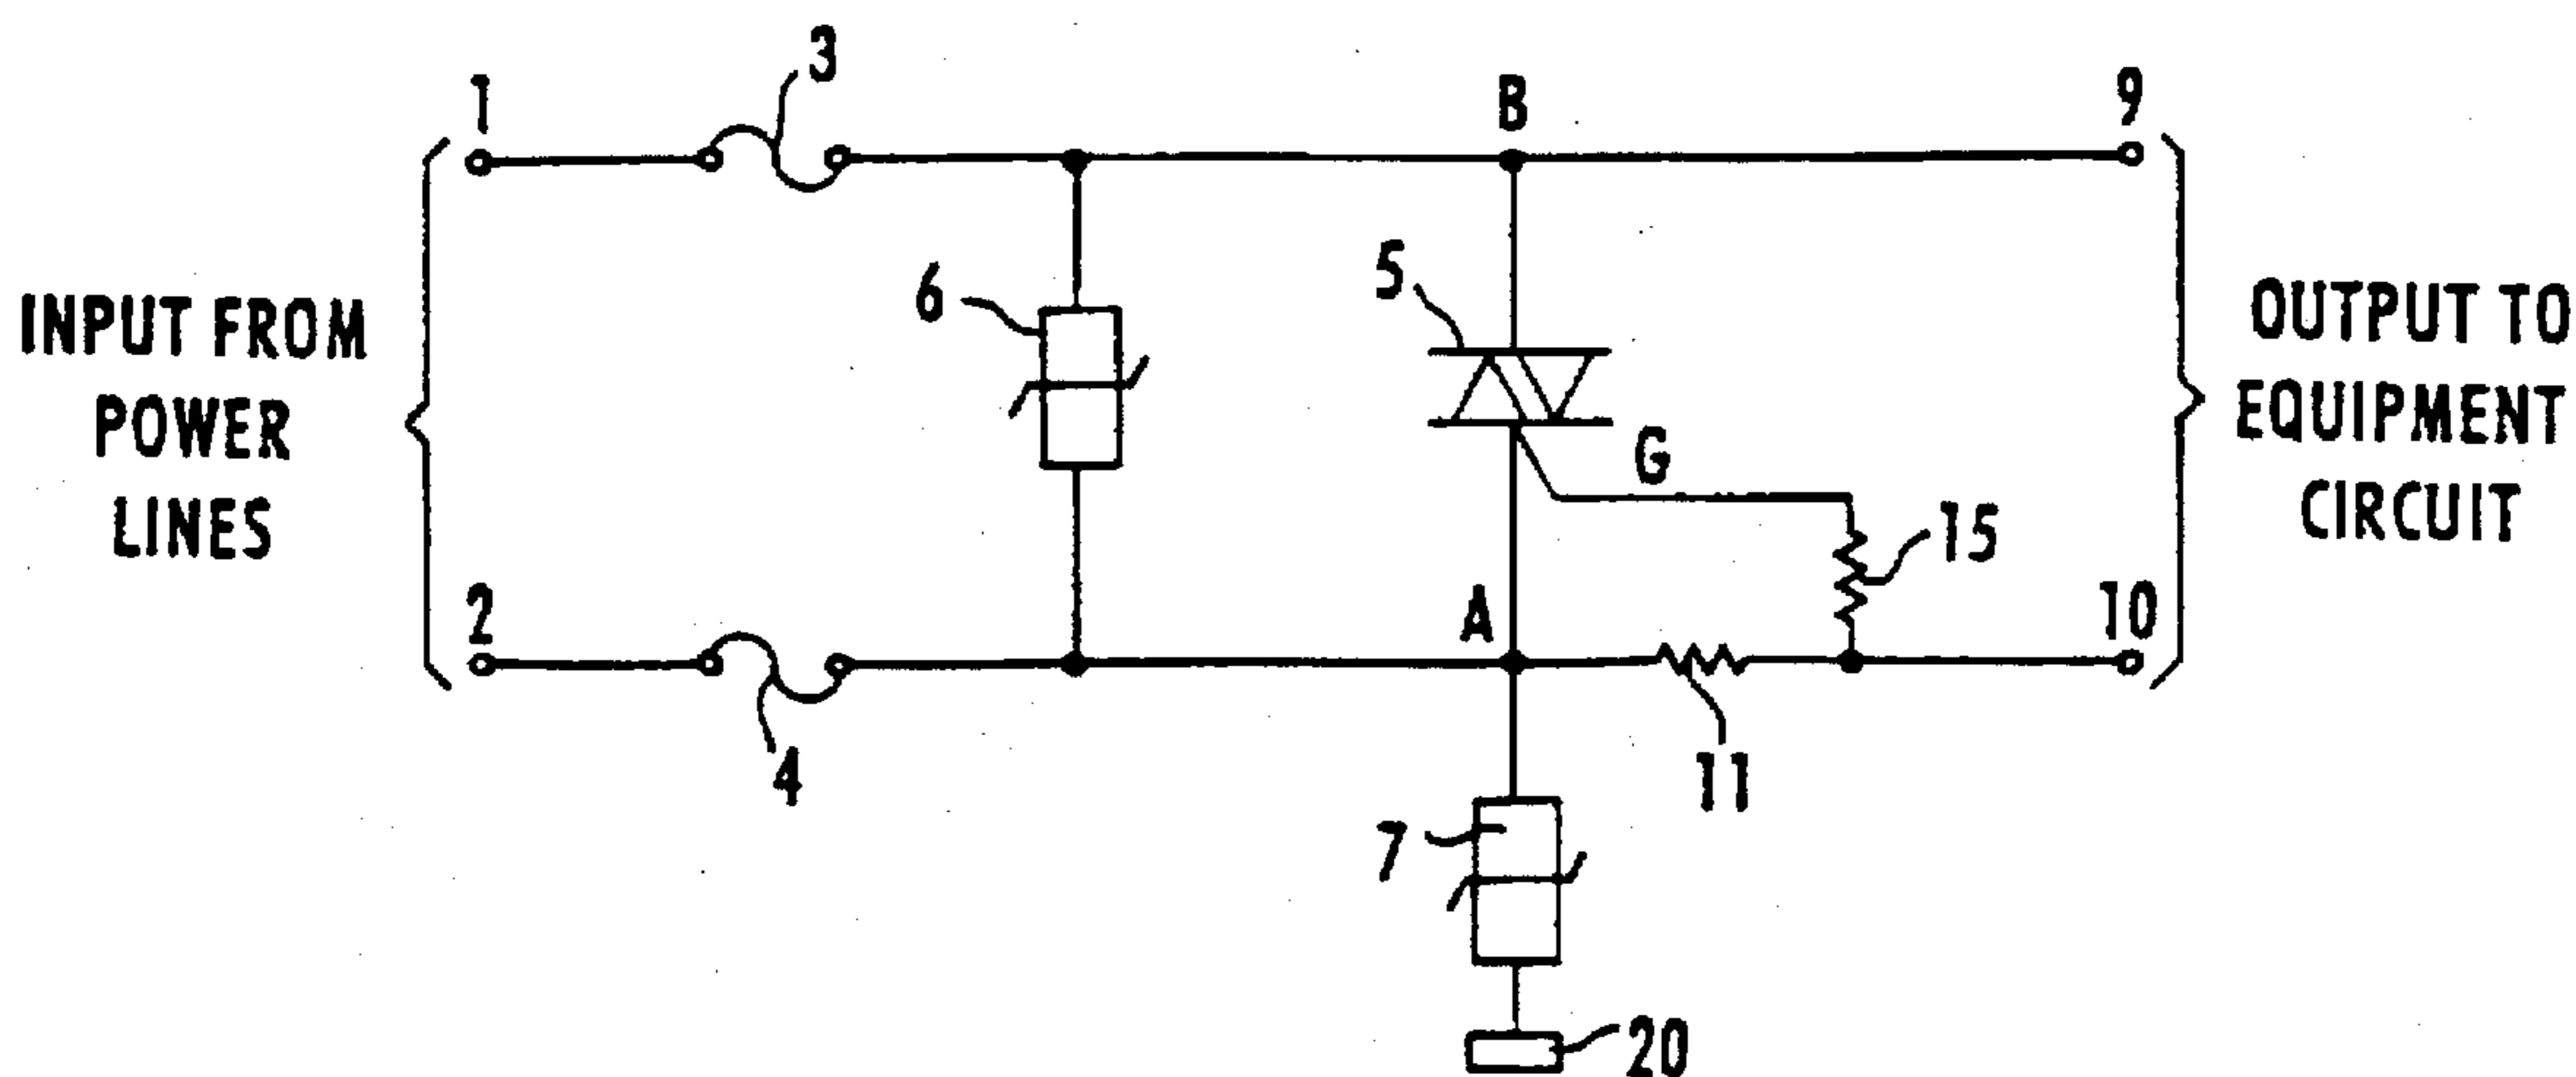 3
1
B
9
INPUT FROM
POWER
LINES
6
5
G
15
OUTPUT TO
EQUIPMENT
CIRCUIT
2
A
10
4
11
7
20